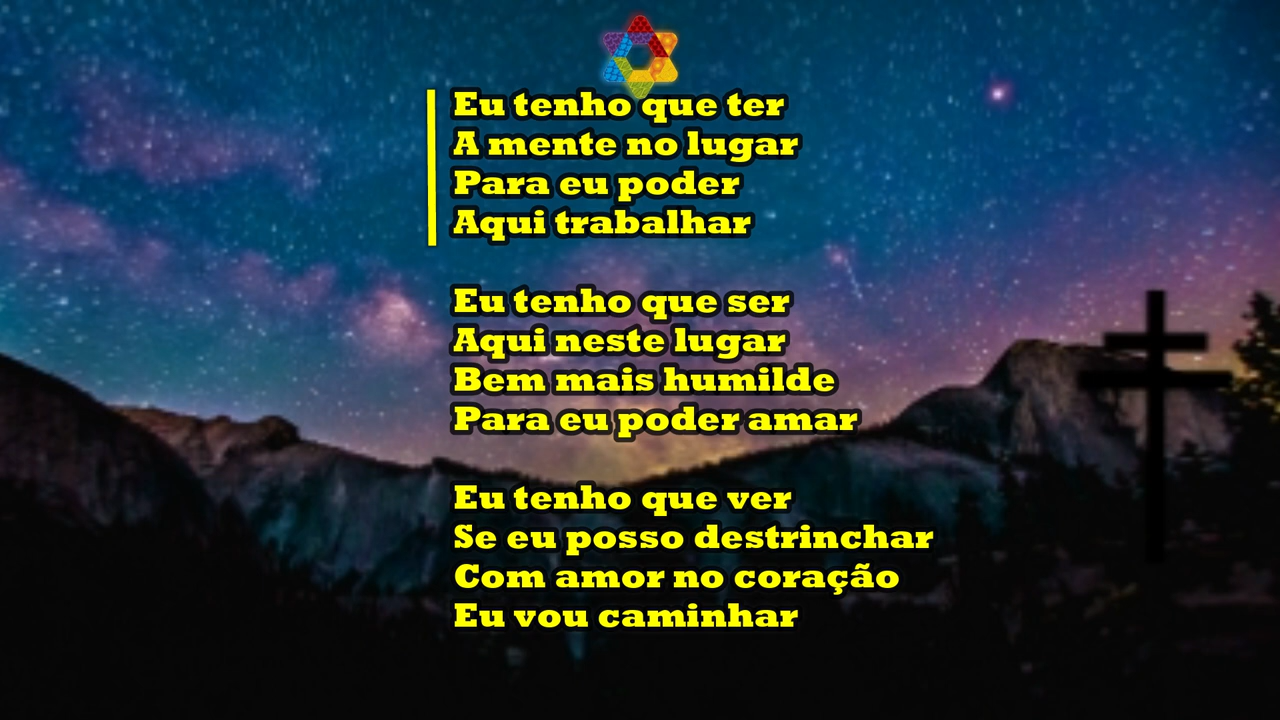 Eu tenho que ter
A mente no lugar
Para eu poder
Aqui trabalhar
Eu tenho que ser
Aqui neste lugar
Bem mais humilde
Para eu poder amar
Eu tenho que ver
Se eu posso destrinchar
Com amor no coração
Eu vou caminhar